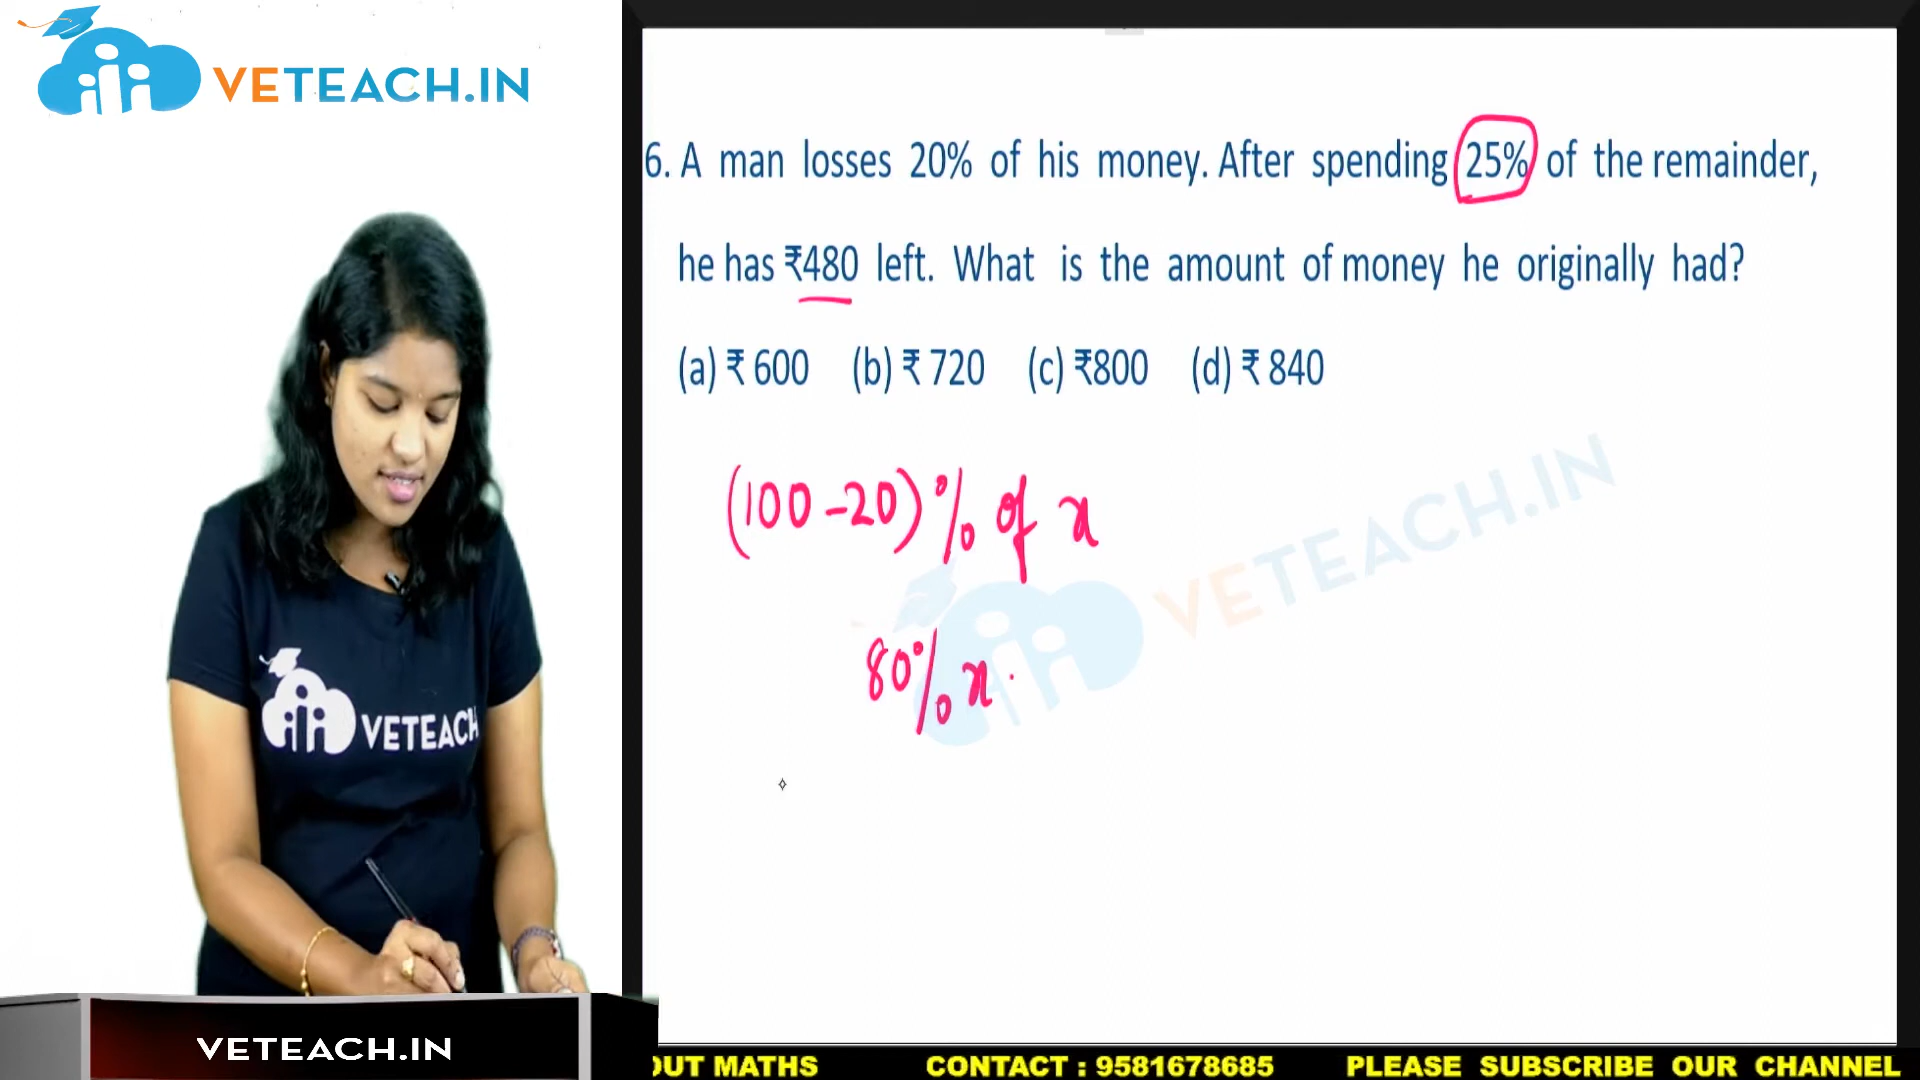 VETEACH.IN
6. A man losses 20% of his money. After spending 25% of the remainder,
he has ₹480 left. What is the amount of money he originally had?
(a) ₹ 600 (b) ₹ 720 (c) ₹800 (d) ₹ 840
(100-20)% of x
80% x.
VETEACH.IN
VETEACH
VETEACH.IN
OUT MATHS CONTACT : 9581678685 PLEASE SUBSCRIBE OUR CHANNEL